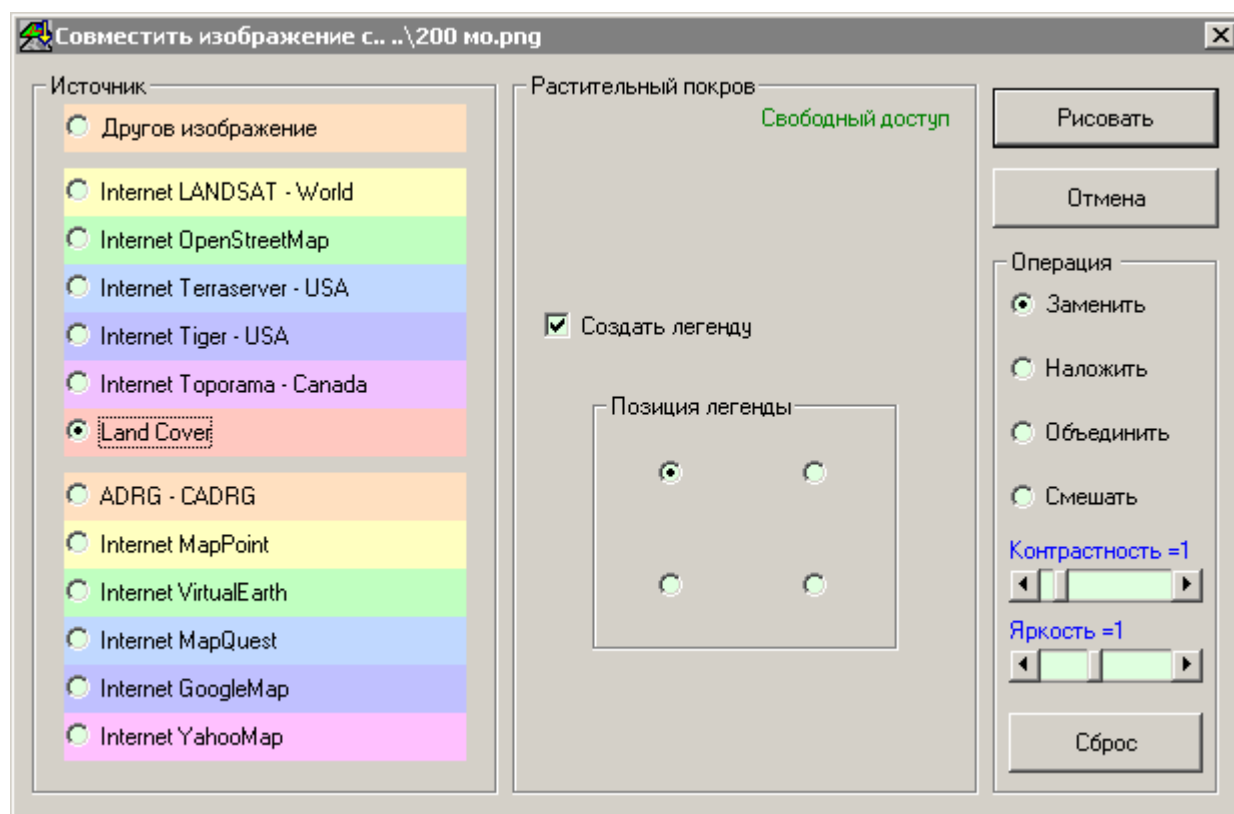 Совместить изображение с.. ..\200 мо.png
Источник
Другов изображение
Internet LANDSAT - World
Internet OpenStreetMap
Internet Terraserver - USA
Internet Tiger - USA
Internet Toporama - Canada
Land Cover
ADRG - CADRG
Internet MapPoint
Internet VirtualEarth
Internet MapQuest
Internet GoogleMap
Internet YahooMap
Растительный покров
Свободный доступ
Создать легенду
Позиция легенды
Рисовать
Отмена
Операция
Заменить
Наложить
Объединить
Смешать
Контрастность =1
Яркость =1
Сброс